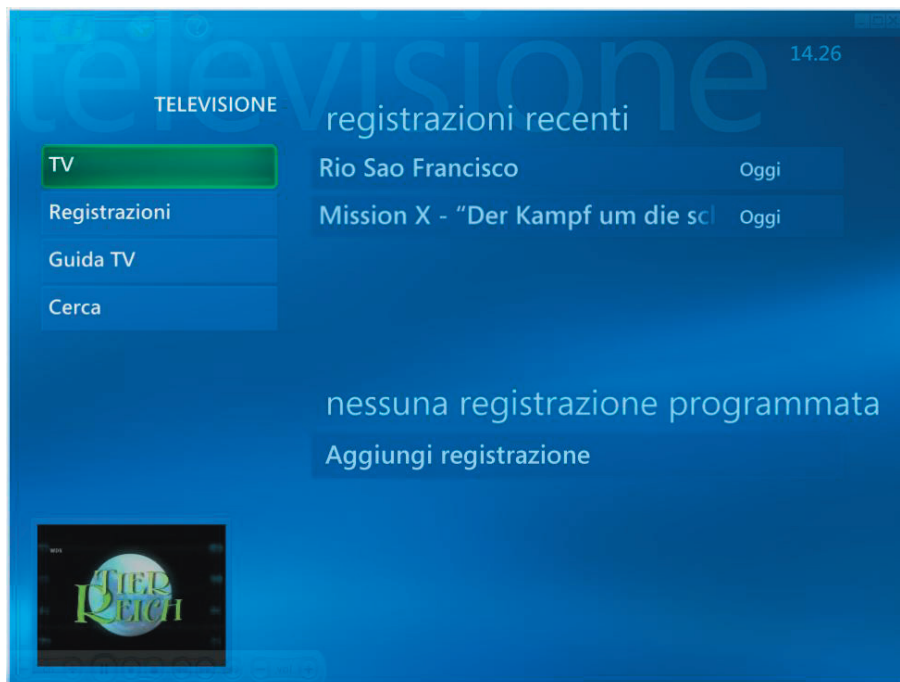 televisione
14.26
TELEVISIONE
registrazioni recenti
TV
Rio Sao Francisco Oggi
Registrazioni
Mission X - “Der Kampf um die scl Oggi
Guida TV
Cerca
nessuna registrazione programmata
Aggiungi registrazione
TIER
REICH